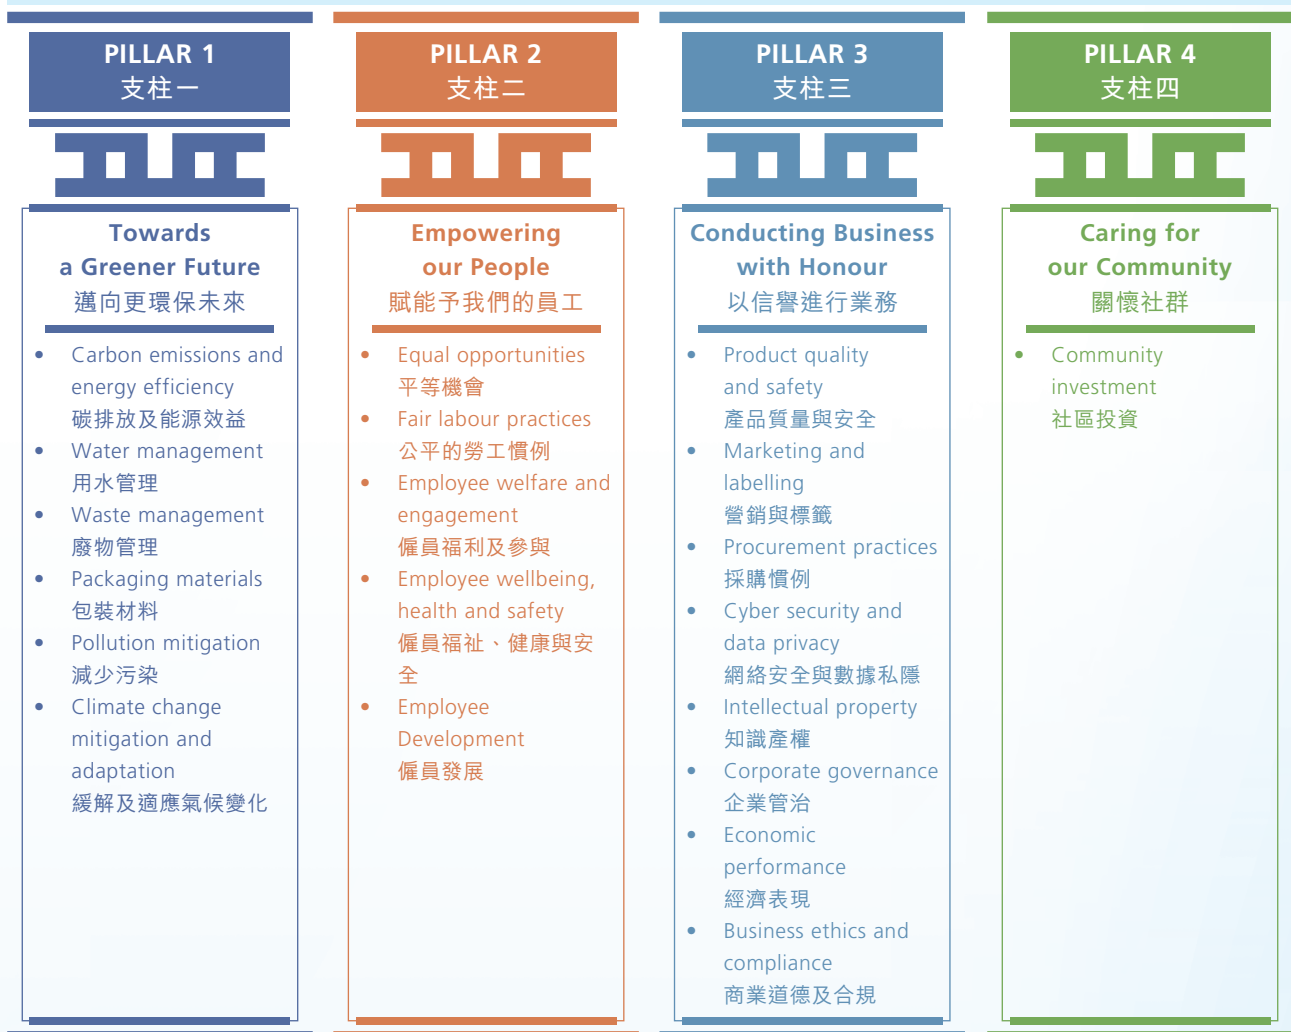 PILLAR 1
支柱一
Towards
a Greener Future
邁向更環保未來
• Carbon emissions and
energy efficiency
碳排放及能源效益
• Water management
用水管理
• Waste management
廢物管理
• Packaging materials
包裝材料
• Pollution mitigation
減少污染
• Climate change
mitigation and
adaptation
緩解及適應氣候變化
PILLAR 2
支柱二
Empowering
our People
賦能予我們的員工
• Equal opportunities
平等機會
• Fair labour practices
公平的勞工慣例
• Employee welfare and
engagement
僱員福利及參與
• Employee wellbeing,
health and safety
僱員福祉、健康與安
全
• Employee
Development
僱員發展
PILLAR 3
支柱三
Conducting Business
with Honour
以信譽進行業務
• Product quality
and safety
產品質量與安全
• Marketing and
labelling
營銷與標籤
• Procurement practices
採購慣例
• Cyber security and
data privacy
網絡安全與數據私隱
• Intellectual property
知識產權
• Corporate governance
企業管治
• Economic
performance
經濟表現
• Business ethics and
compliance
商業道德及合規
PILLAR 4
支柱四
Caring for
our Community
關懷社群
• Community
investment
社區投資